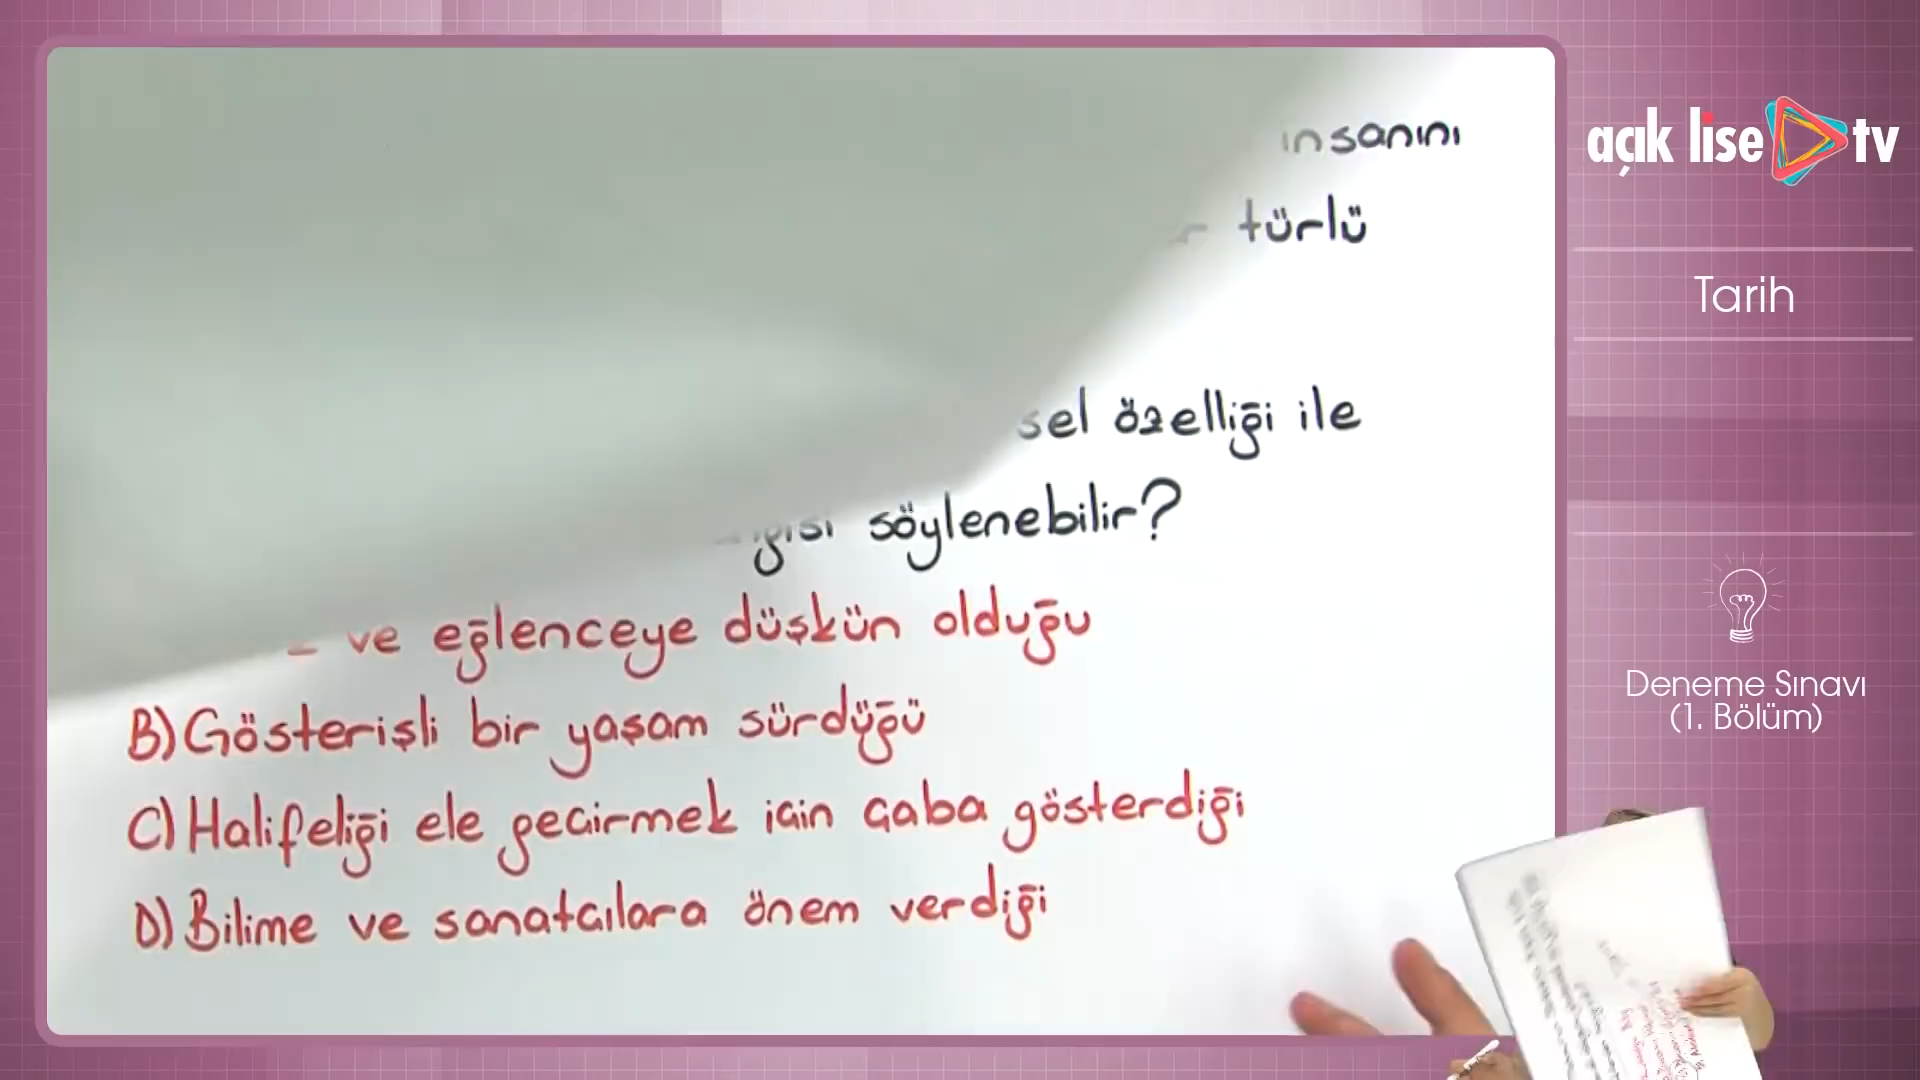 insanını
türlü
sel özelliği ile
gisi söylenebilir?
ve eğlenceye düşkün olduğu
B) Gösterişli bir yaşam sürdüğü
C) Halifeliği ele geçirmek için çaba gösterdiği
D) Bilime ve sanatçılara önem verdiği
açık lise tv
Tarih
Deneme Sınavı
(1. Bölüm)